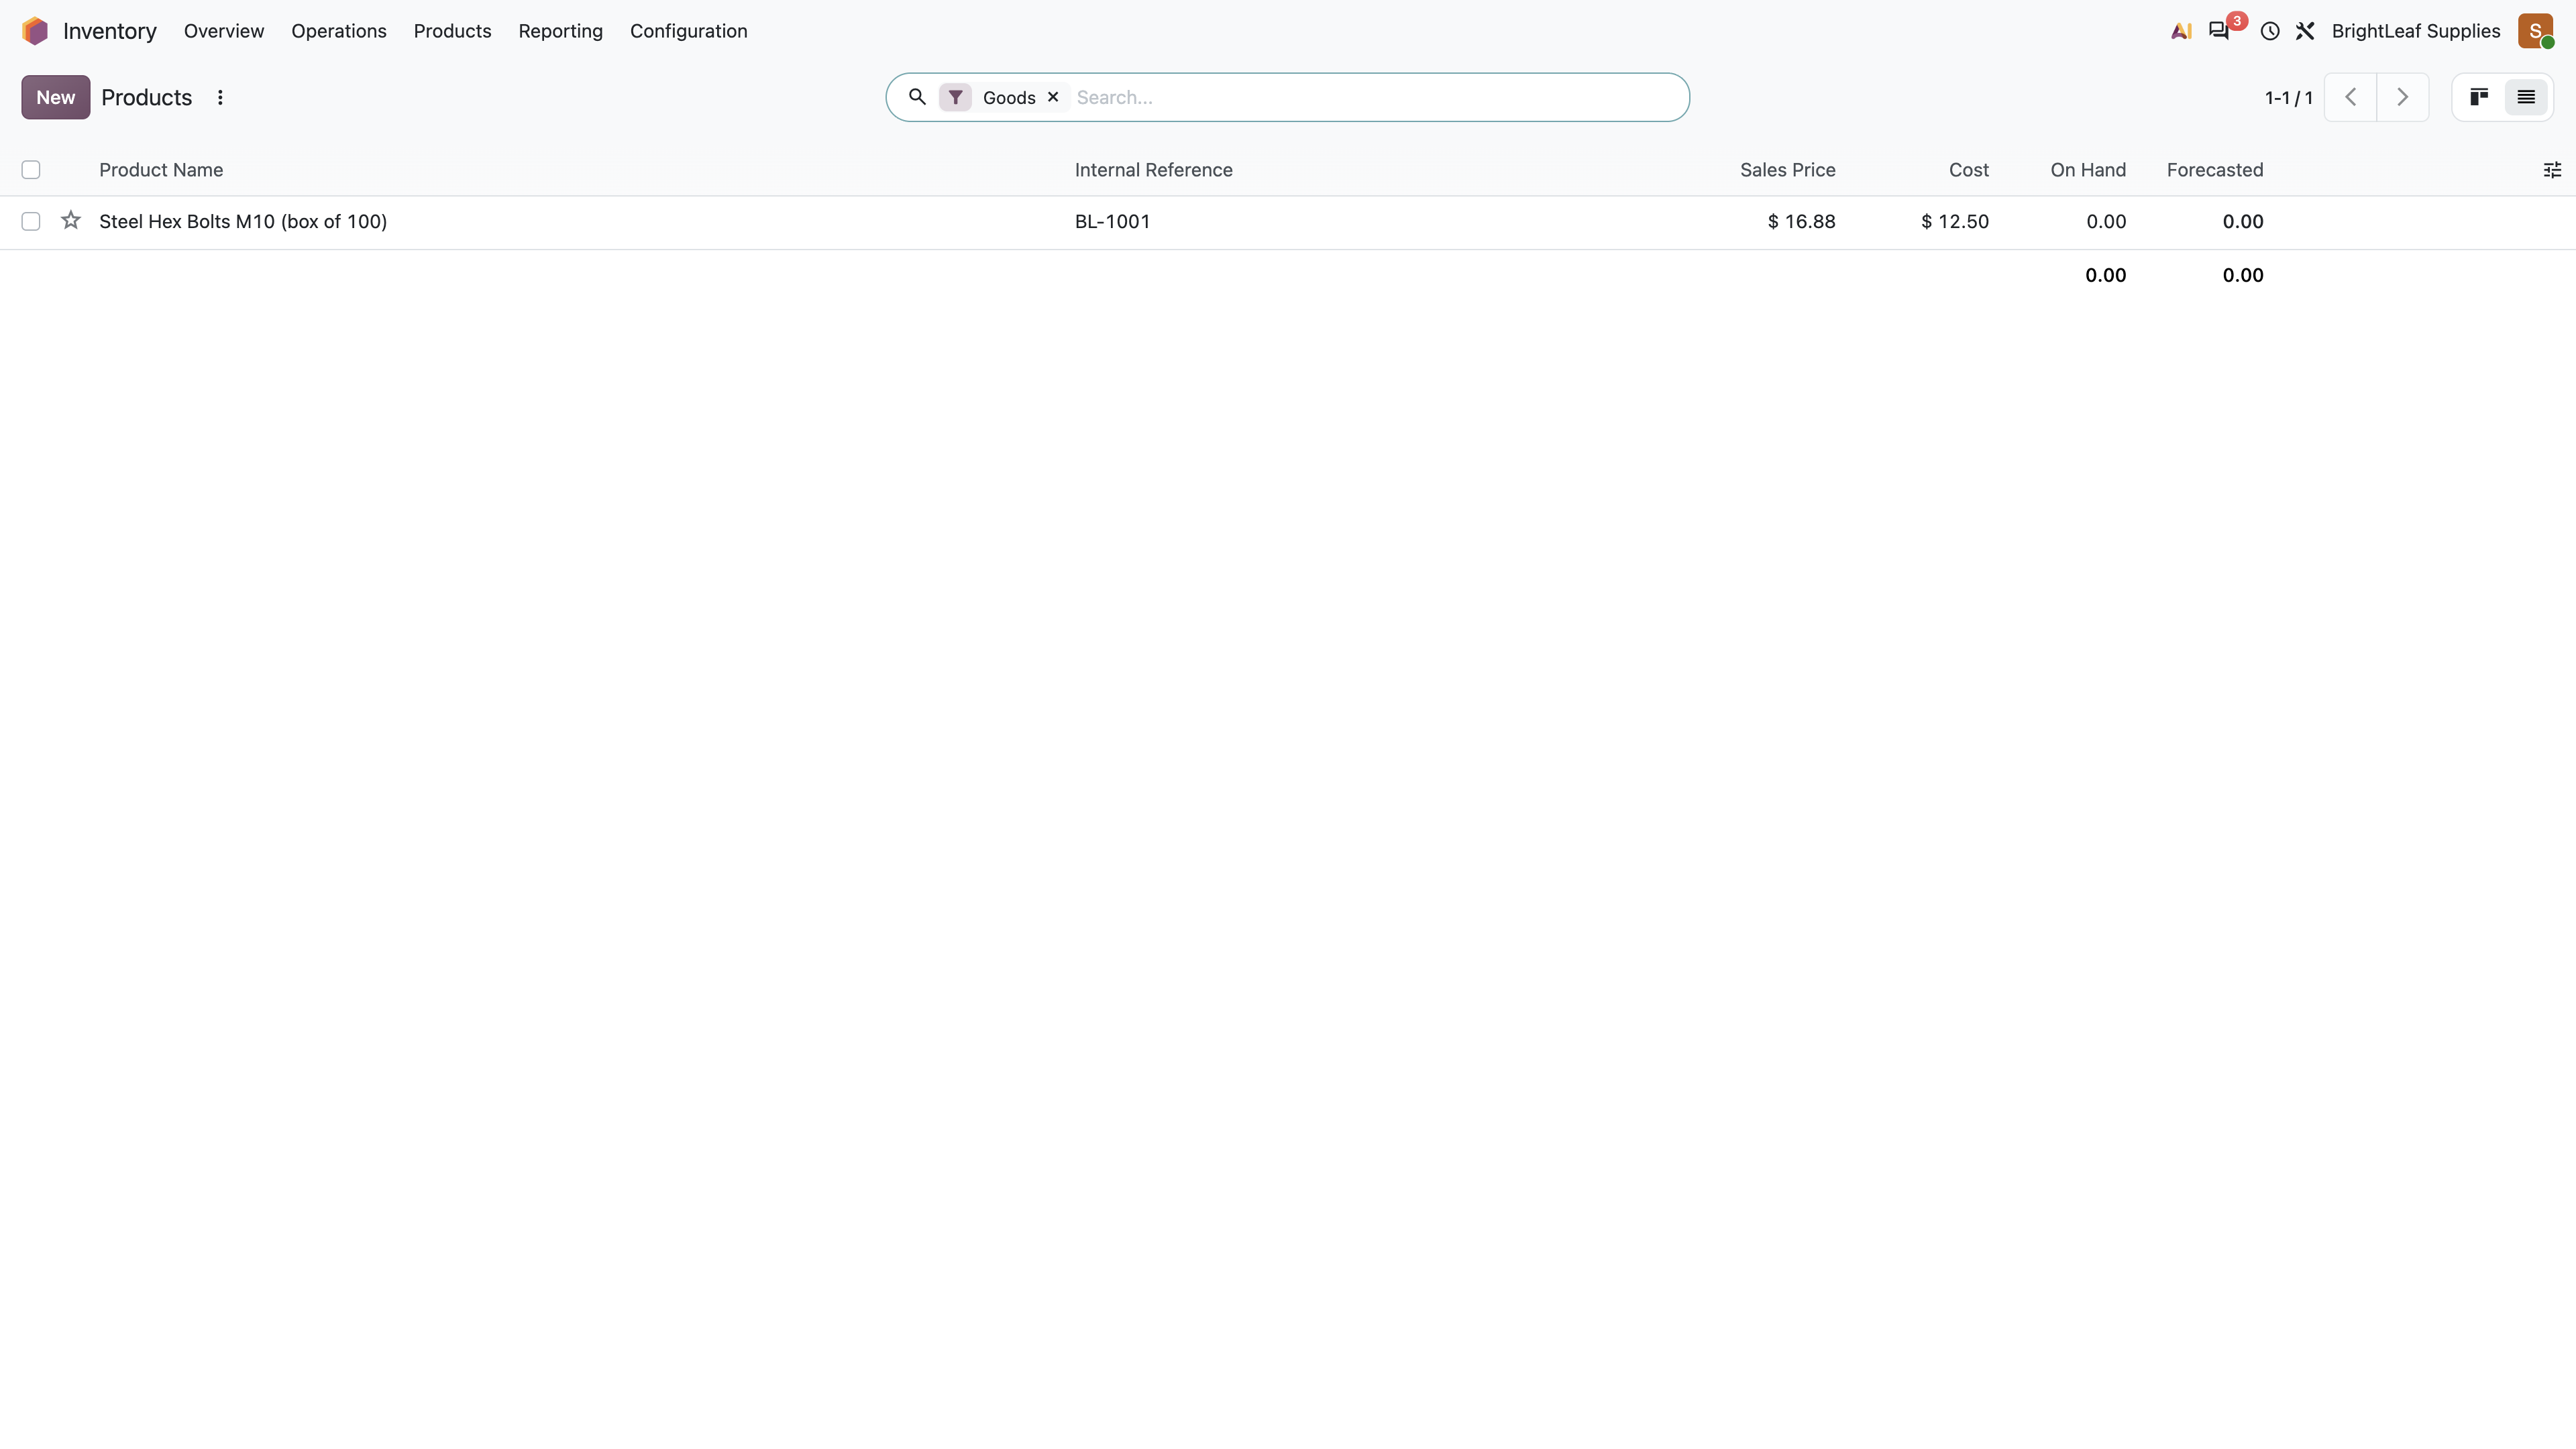 Inventory Overview Operations Products Reporting Configuration AI 3 BrightLeaf Supplies S
New Products Goods Search... 1-1 / 1
Product Name Internal Reference Sales Price Cost On Hand Forecasted
Steel Hex Bolts M10 (box of 100) BL-1001 $ 16.88 $ 12.50 0.00 0.00
0.00 0.00